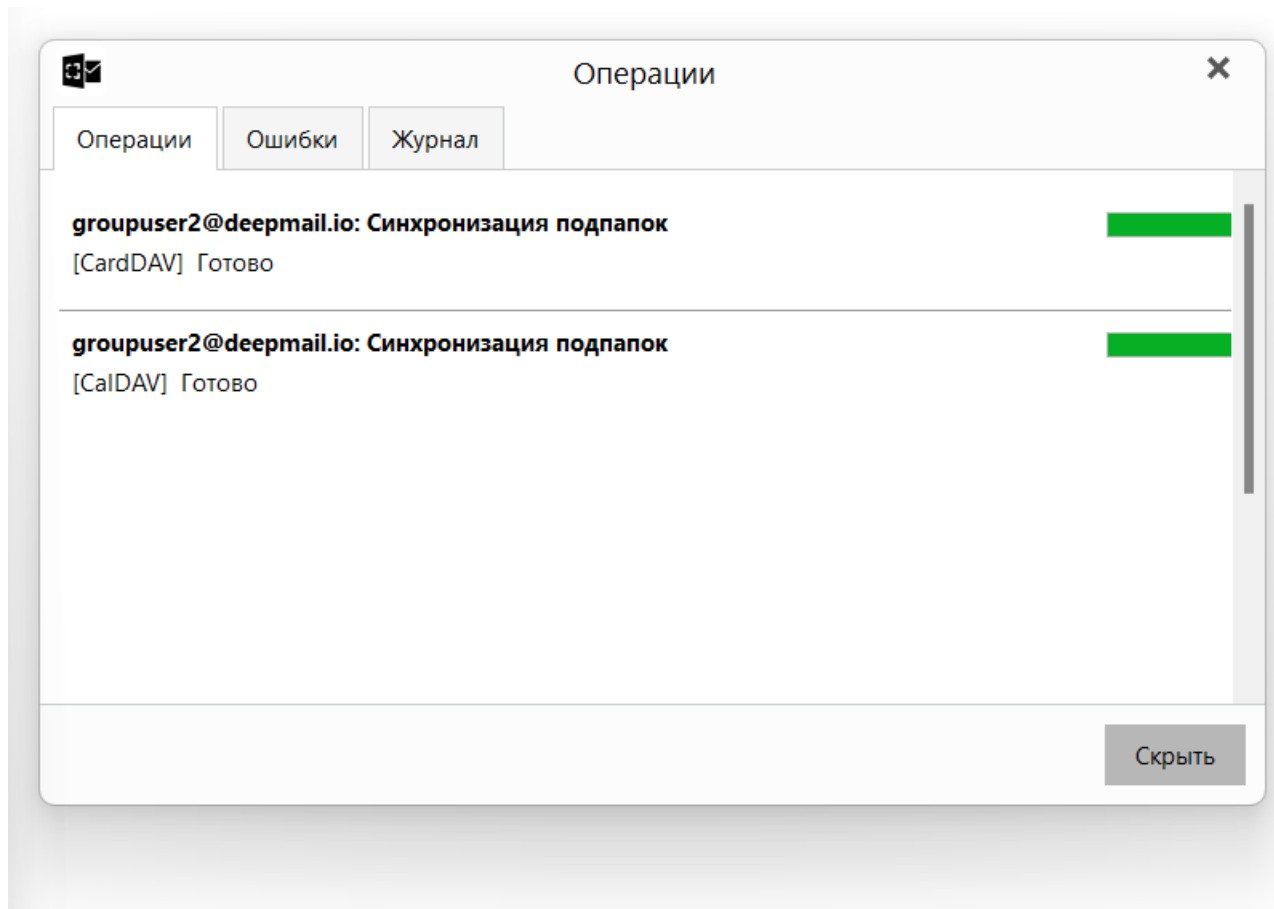 Операции
Операции Ошибки Журнал
groupuser2@deepmail.io: Синхронизация подпапок
[CardDAV] Готово
groupuser2@deepmail.io: Синхронизация подпапок
[CalDAV] Готово
Скрыть